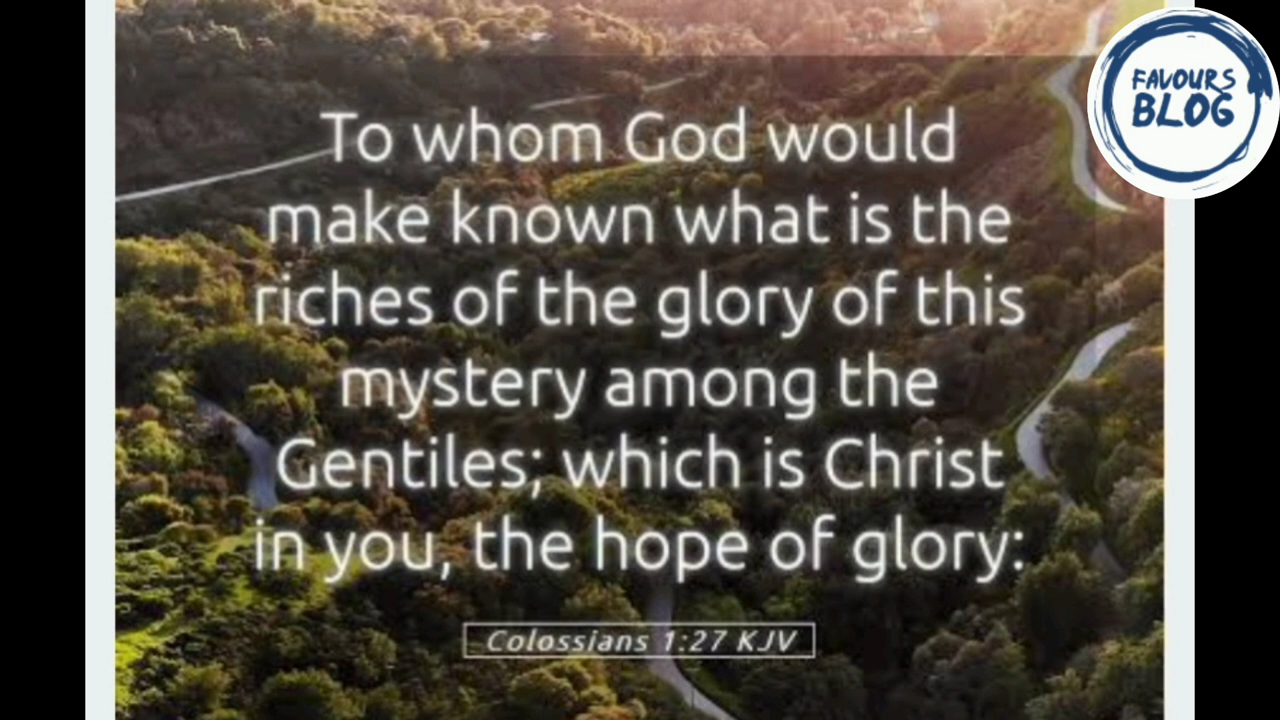 FAVOURS
BLOG
To whom God would
make known what is the
riches of the glory of this
mystery among the
Gentiles; which is Christ
in you, the hope of glory:
Colossians 1:27 KJV